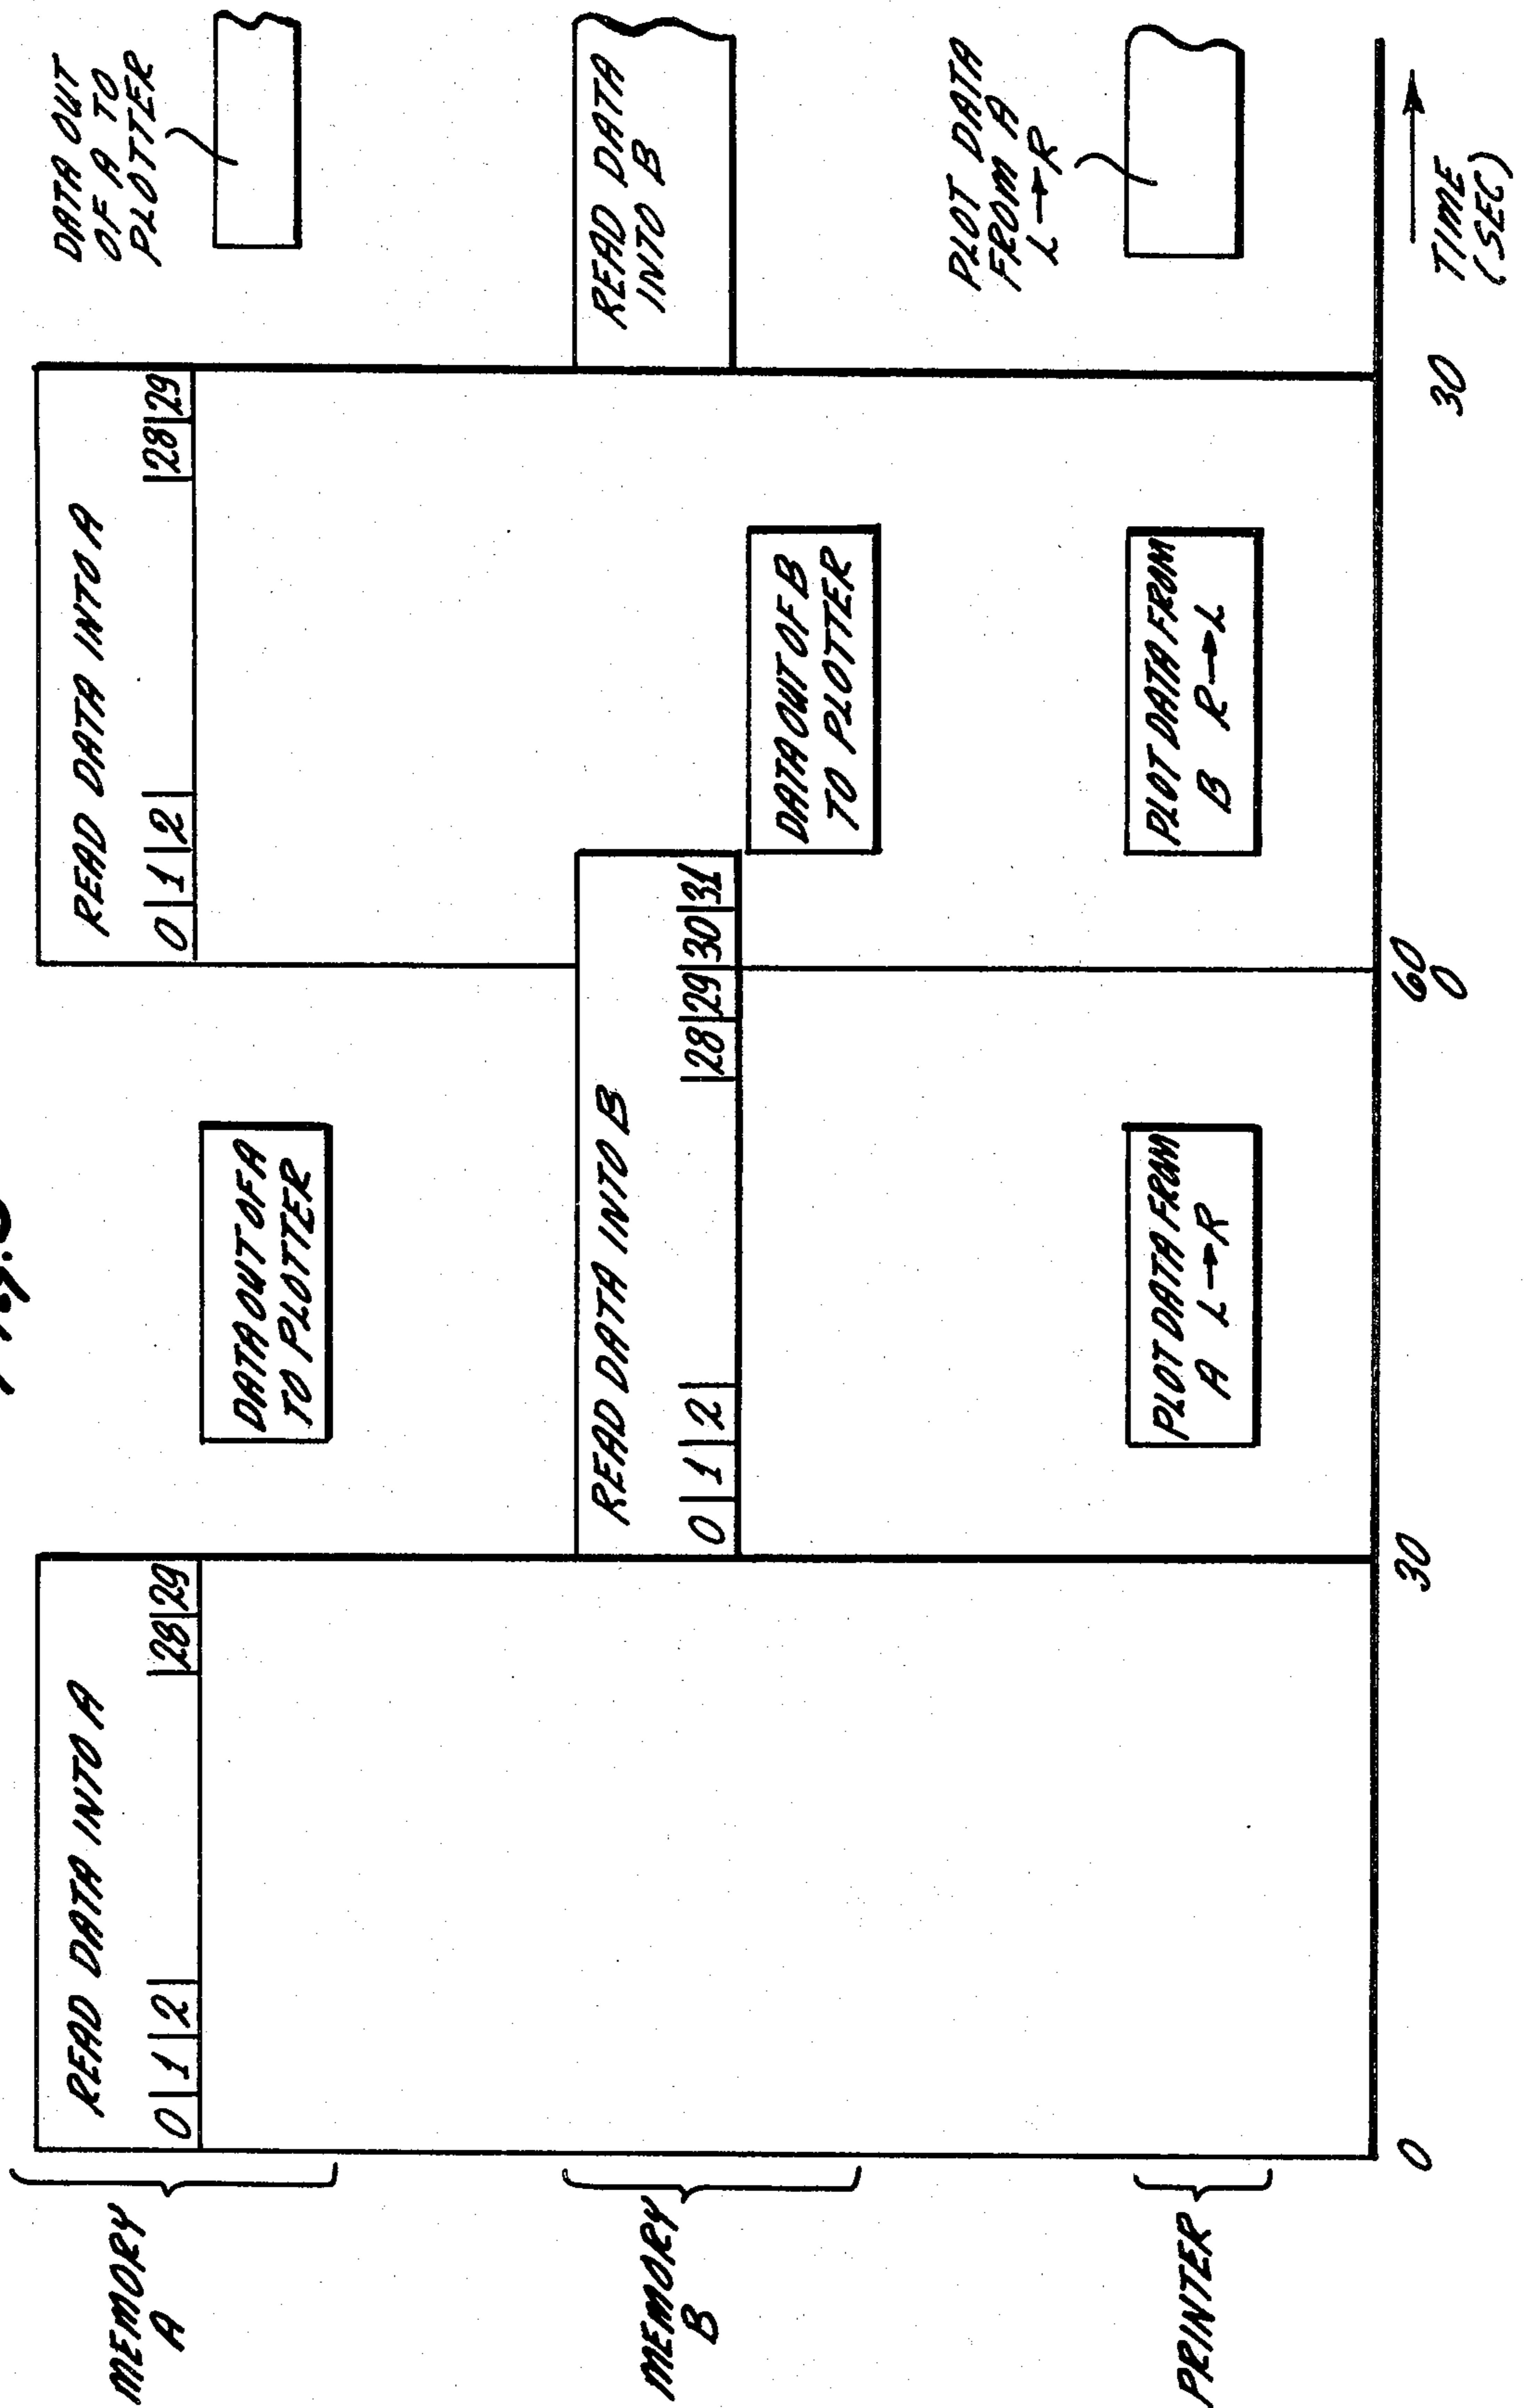 MEMORY
A
READ DATA INTO A
0 1 2
28 29
DATA OUT OF A
TO PLOTTER
READ DATA INTO A
0 1 2
28 29
DATA OUT
OF A TO
PLOTTER
MEMORY
B
READ DATA INTO B
0 1 2
28 29 30 31
DATA OUT OF B
TO PLOTTER
READ DATA
INTO B
PRINTER
PLOT DATA FROM
A L→R
PLOT DATA FROM
B R→L
PLOT DATA
FROM A
L→R
0
30
60
0
30
TIME
(SEC)